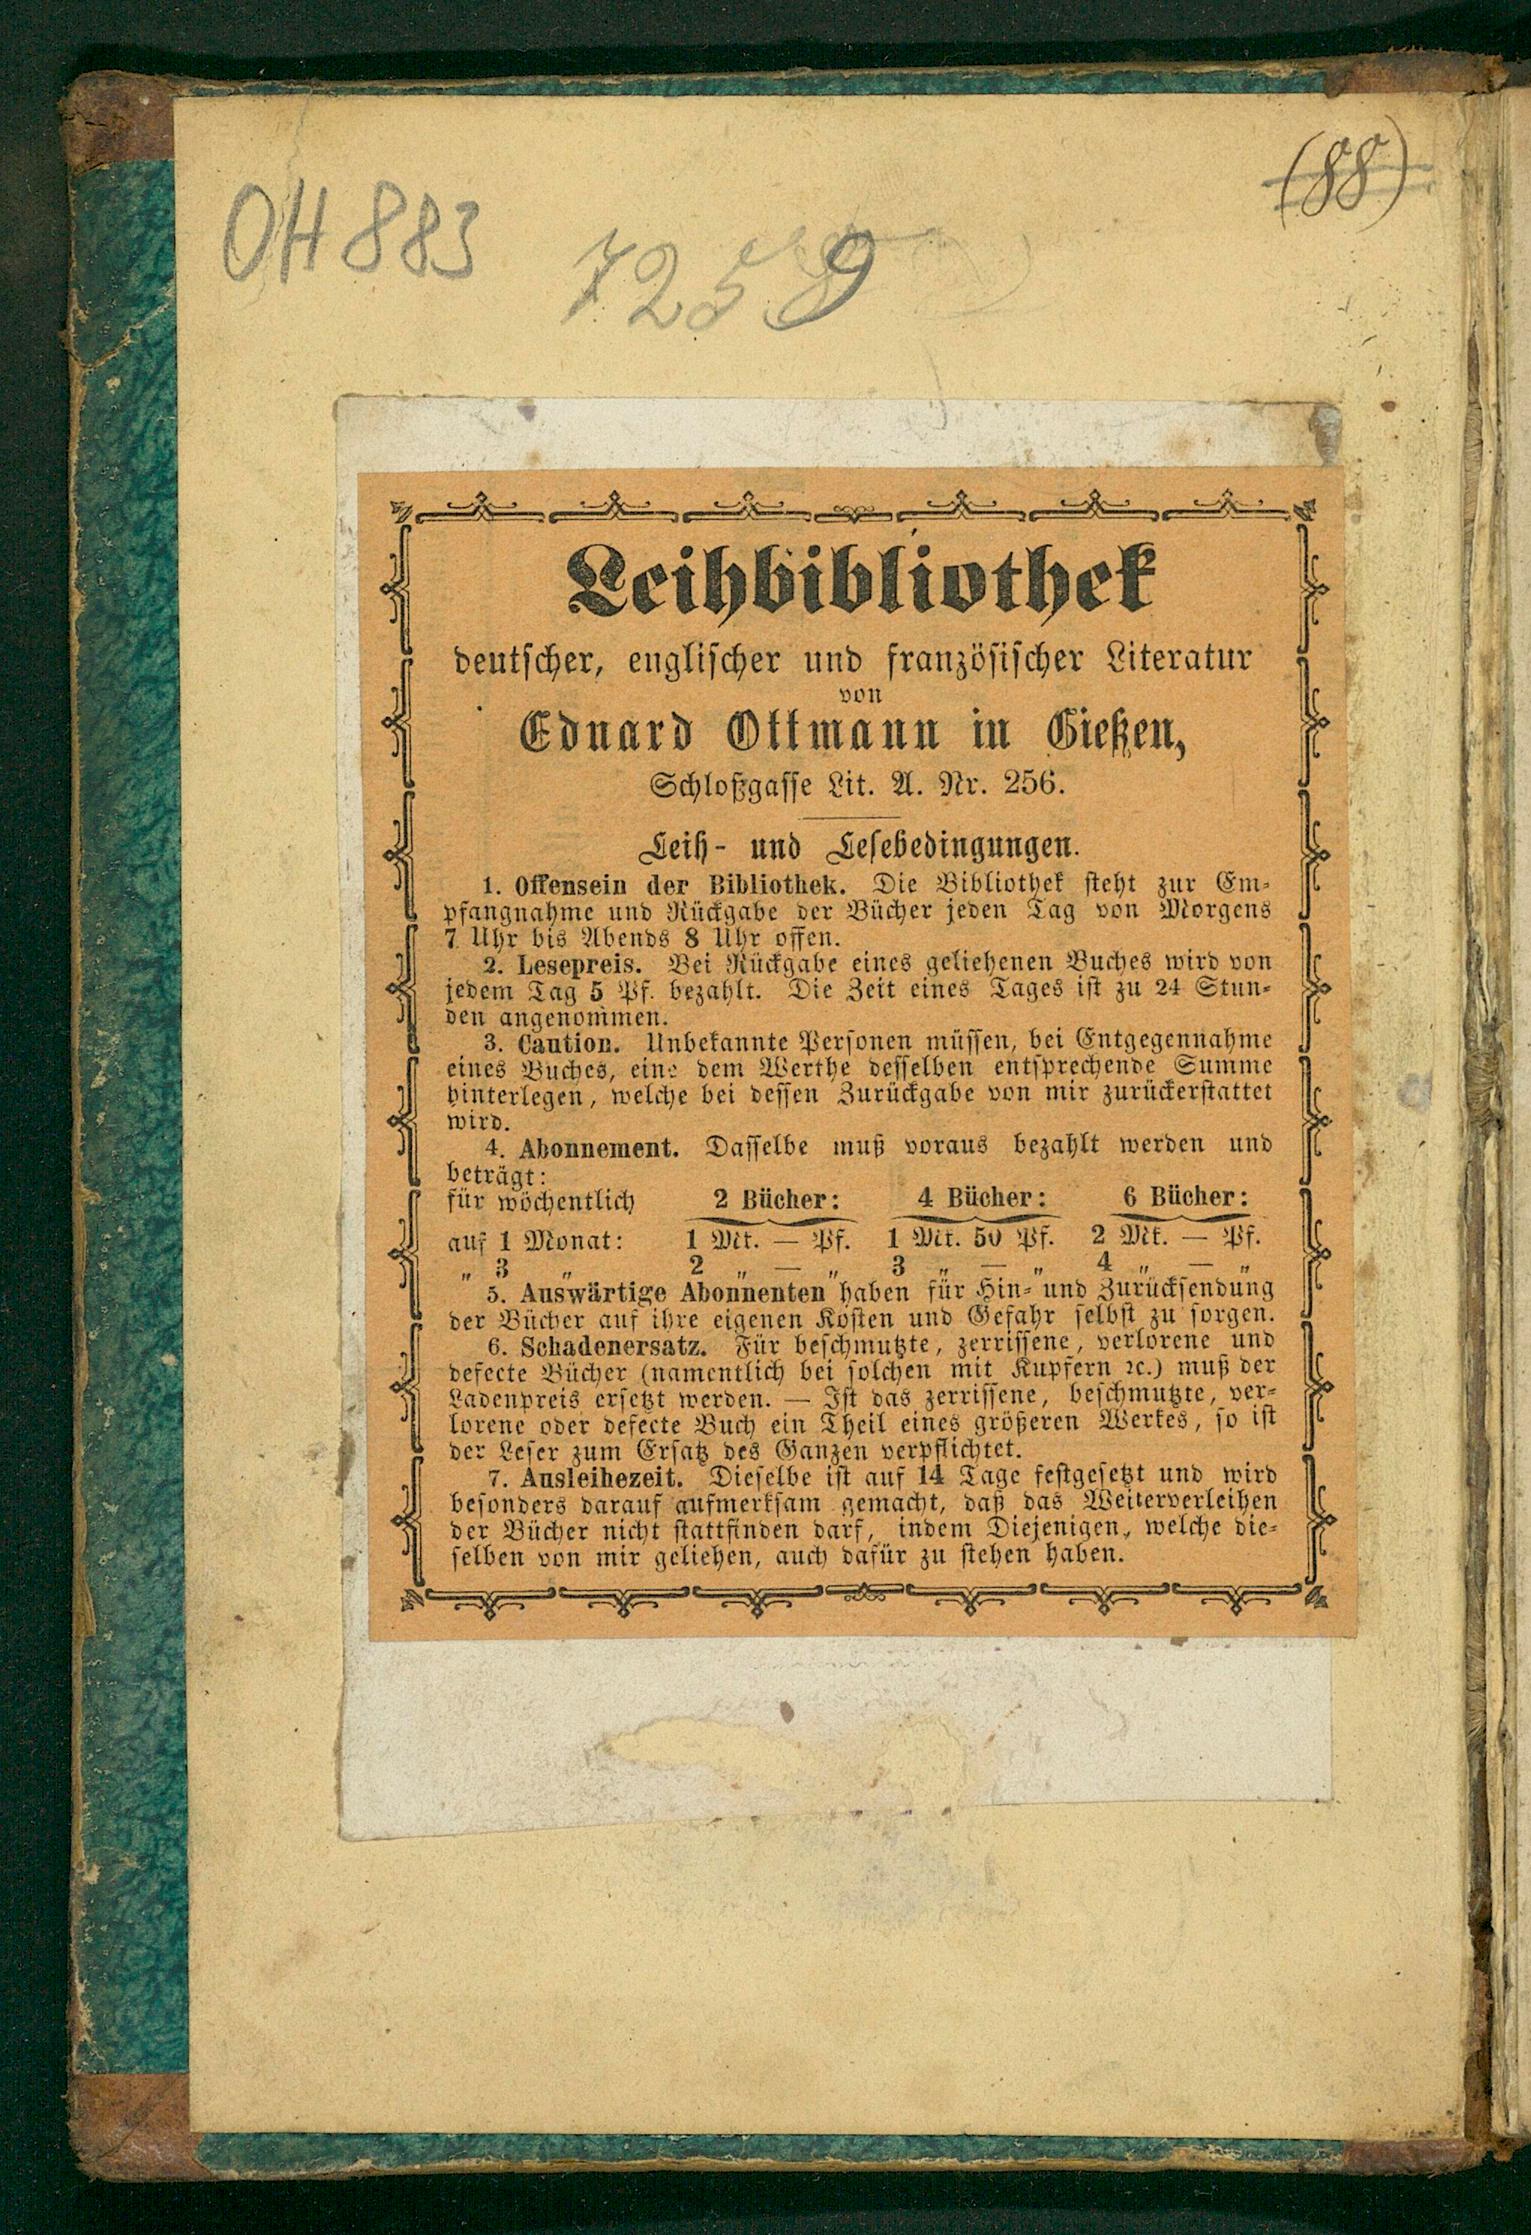 (88)
OH 883
725
Leihbibliothek
deutscher, englischer und französischer Literatur
von
Eduard Ottmann in Gießen,
Schloßgasse Lit. A. Nr. 256.
Leih- und Lesebedingungen.
1. Offensein der Bibliothek. Die Bibliothek steht zur Em-
pfangnahme und Rückgabe der Bücher jeden Tag von Morgens
7 Uhr bis Abends 8 Uhr offen.
2. Lesepreis. Bei Rückgabe eines geliehenen Buches wird von
jedem Tag 5 Pf. bezahlt. Die Zeit eines Tages ist zu 24 Stun-
den angenommen.
3. Caution. Unbekannte Personen müssen, bei Entgegennahme
eines Buches, eine dem Werthe desselben entsprechende Summe
hinterlegen, welche bei dessen Zurückgabe von mir zurückerstattet
wird.
4. Abonnement. Dasselbe muß voraus bezahlt werden und
beträgt:
für wöchentlich 2 Bücher: 4 Bücher: 6 Bücher:
auf 1 Monat: 1 Mk. — Pf. 1 Mk. 50 Pf. 2 Mk. — Pf.
„ 3 „ 2 „ — „ 3 „ — „ 4 „ — „
5. Auswärtige Abonnenten haben für Hin- und Zurücksendung
der Bücher auf ihre eigenen Kosten und Gefahr selbst zu sorgen.
6. Schadenersatz. Für beschmutzte, zerrissene, verlorene und
defecte Bücher (namentlich bei solchen mit Kupfern ꝛc.) muß der
Ladenpreis ersetzt werden. — Ist das zerrissene, beschmutzte, ver-
lorene oder defecte Buch ein Theil eines größeren Werkes, so ist
der Leser zum Ersatz des Ganzen verpflichtet.
7. Ausleihezeit. Dieselbe ist auf 14 Tage festgesetzt und wird
besonders darauf aufmerksam gemacht, daß das Weiterverleihen
der Bücher nicht stattfinden darf, indem Diejenigen, welche die-
selben von mir geliehen, auch dafür zu stehen haben.